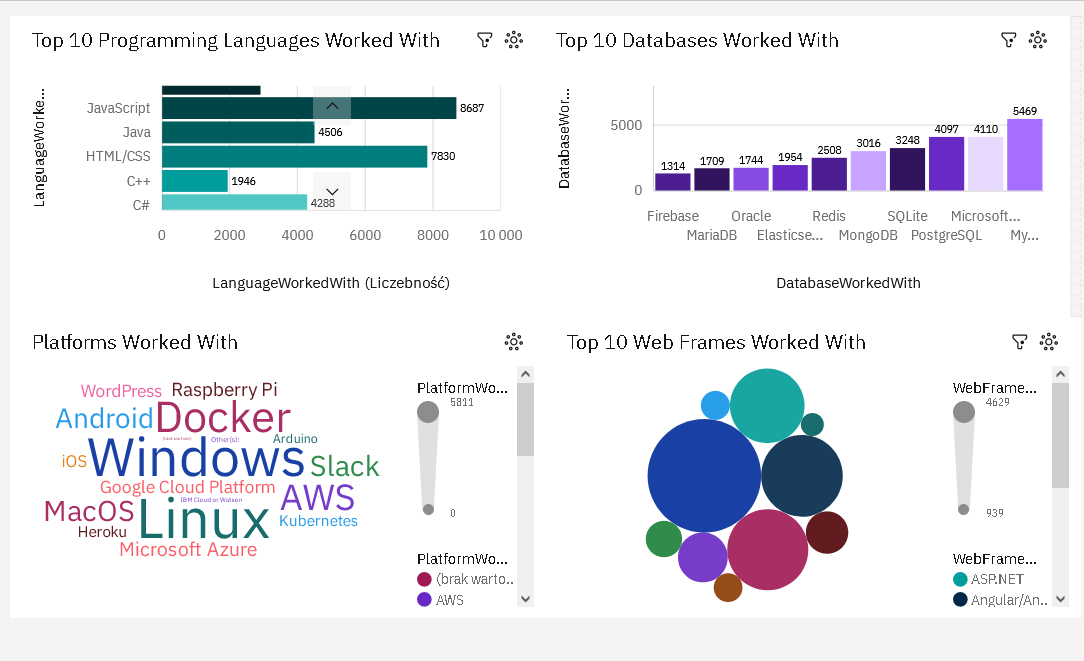 Top 10 Programming Languages Worked With
LanguageWorke...
JavaScript
8687
Java
4506
HTML/CSS
7830
C++
1946
C#
4288
0
2000
4000
6000
8000
10 000
LanguageWorkedWith (Liczebność)
Top 10 Databases Worked With
DatabaseWor...
5000
0
1314
1709
1744
1954
2508
3016
3248
4097
4110
5469
Firebase
MariaDB
Oracle
Elasticse...
Redis
MongoDB
SQLite
PostgreSQL
Microsoft...
My...
DatabaseWorkedWith
Platforms Worked With
WordPress
Raspberry Pi
Android
Docker
Other(s):
Arduino
iOS
Windows
Slack
Google Cloud Platform
IBM Cloud or Watson
AWS
MacOS
Linux
Kubernetes
Heroku
Microsoft Azure
PlatformWo...
5811
0
PlatformWo...
(brak warto...
AWS
Top 10 Web Frames Worked With
WebFrame...
4629
939
WebFrame...
ASP.NET
Angular/An...